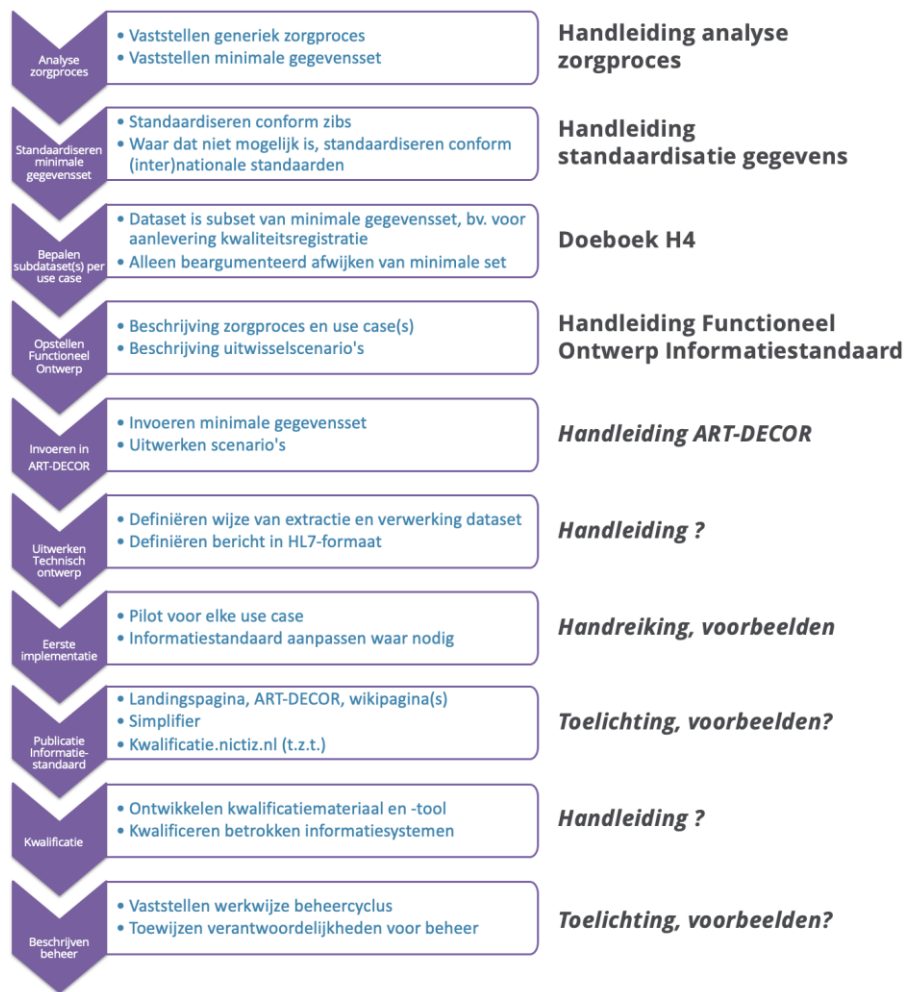 Analyse
zorgproces
• Vaststellen generiek zorgproces
• Vaststellen minimale gegevensset
Handleiding analyse
zorgproces
Standaardiseren
minimale
gegevensset
• Standaardiseren conform zibs
• Waar dat niet mogelijk is, standaardiseren conform
(inter)nationale standaarden
Handleiding
standaardisatie gegevens
Bepalen
subdataset(s) per
use case
• Dataset is subset van minimale gegevensset, bv. voor
aanlevering kwaliteitsregistratie
• Alleen beargumenteerd afwijken van minimale set
Doeboek H4
Opstellen
Functioneel
Ontwerp
• Beschrijving zorgproces en use case(s)
• Beschrijving uitwisselscenario's
Handleiding Functioneel
Ontwerp Informatiestandaard
Invoeren in
ART-DECOR
• Invoeren minimale gegevensset
• Uitwerken scenario's
Handleiding ART-DECOR
Uitwerken
Technisch
ontwerp
• Definiëren wijze van extractie en verwerking dataset
• Definiëren bericht in HL7-formaat
Handleiding ?
Eerste
implementatie
• Pilot voor elke use case
• Informatiestandaard aanpassen waar nodig
Handreiking, voorbeelden
Publicatie
Informatie-
standaard
• Landingspagina, ART-DECOR, wikipagina(s)
• Simplifier
• Kwalificatie.nictiz.nl (t.z.t.)
Toelichting, voorbeelden?
Kwalificatie
• Ontwikkelen kwalificatiemateriaal en -tool
• Kwalificeren betrokken informatiesystemen
Handleiding ?
Beschrijven
beheer
• Vaststellen werkwijze beheercyclus
• Toewijzen verantwoordelijkheden voor beheer
Toelichting, voorbeelden?